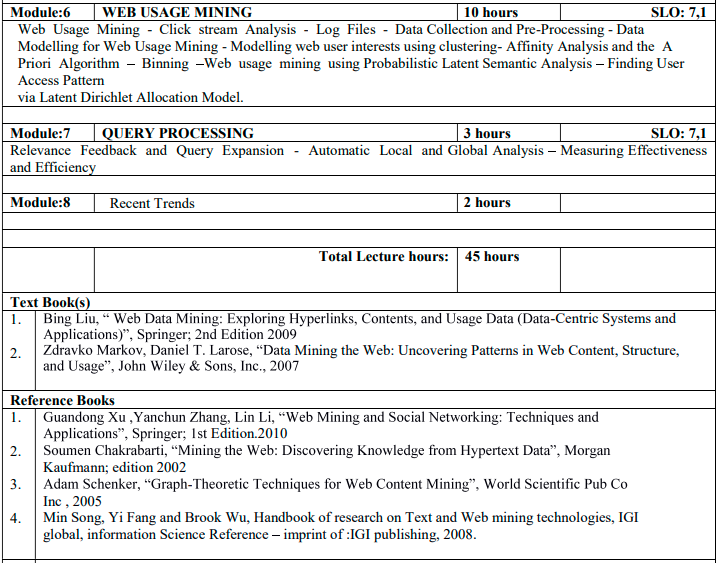 Module:6 WEB USAGE MINING 10 hours SLO: 7,1
Web Usage Mining - Click stream Analysis - Log Files - Data Collection and Pre-Processing - Data
Modelling for Web Usage Mining - Modelling web user interests using clustering- Affinity Analysis and the A
Priori Algorithm – Binning –Web usage mining using Probabilistic Latent Semantic Analysis – Finding User
Access Pattern
via Latent Dirichlet Allocation Model.
Module:7 QUERY PROCESSING 3 hours SLO: 7,1
Relevance Feedback and Query Expansion - Automatic Local and Global Analysis – Measuring Effectiveness
and Efficiency
Module:8 Recent Trends 2 hours
Total Lecture hours: 45 hours
Text Book(s)
1. Bing Liu, “ Web Data Mining: Exploring Hyperlinks, Contents, and Usage Data (Data-Centric Systems and
Applications)”, Springer; 2nd Edition 2009
2. Zdravko Markov, Daniel T. Larose, “Data Mining the Web: Uncovering Patterns in Web Content, Structure,
and Usage”, John Wiley & Sons, Inc., 2007
Reference Books
1. Guandong Xu ,Yanchun Zhang, Lin Li, “Web Mining and Social Networking: Techniques and
Applications”, Springer; 1st Edition.2010
2. Soumen Chakrabarti, “Mining the Web: Discovering Knowledge from Hypertext Data”, Morgan
Kaufmann; edition 2002
3. Adam Schenker, “Graph-Theoretic Techniques for Web Content Mining”, World Scientific Pub Co
Inc , 2005
4. Min Song, Yi Fang and Brook Wu, Handbook of research on Text and Web mining technologies, IGI
global, information Science Reference – imprint of :IGI publishing, 2008.